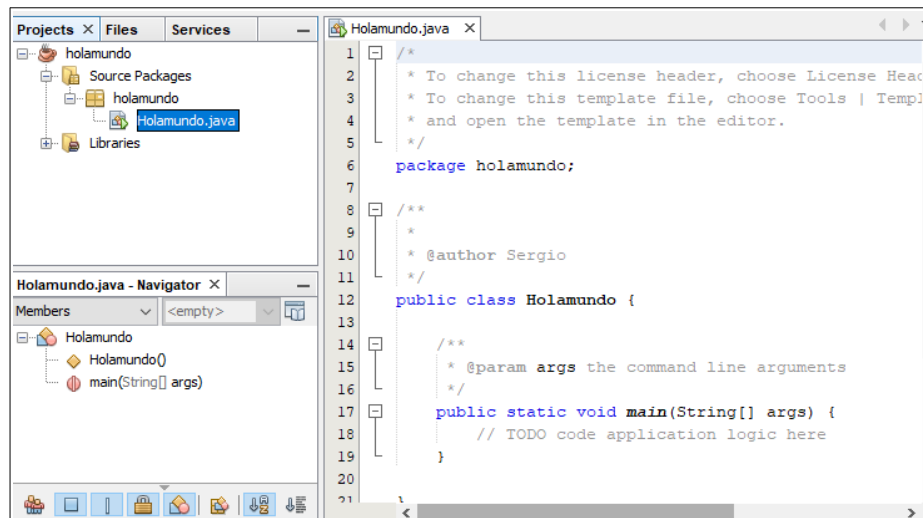 Projects Files Services
holamundo
Source Packages
holamundo
Holamundo.java
Libraries
Holamundo.java - Navigator
Members <empty>
Holamundo
Holamundo()
main(String[] args)
Holamundo.java
1 /*
2 * To change this license header, choose License Head
3 * To change this template file, choose Tools | Templ
4 * and open the template in the editor.
5 */
6 package holamundo;
7
8 /**
9 *
10 * @author Sergio
11 */
12 public class Holamundo {
13
14 /**
15 * @param args the command line arguments
16 */
17 public static void main(String[] args) {
18 // TODO code application logic here
19 }
20
21 }